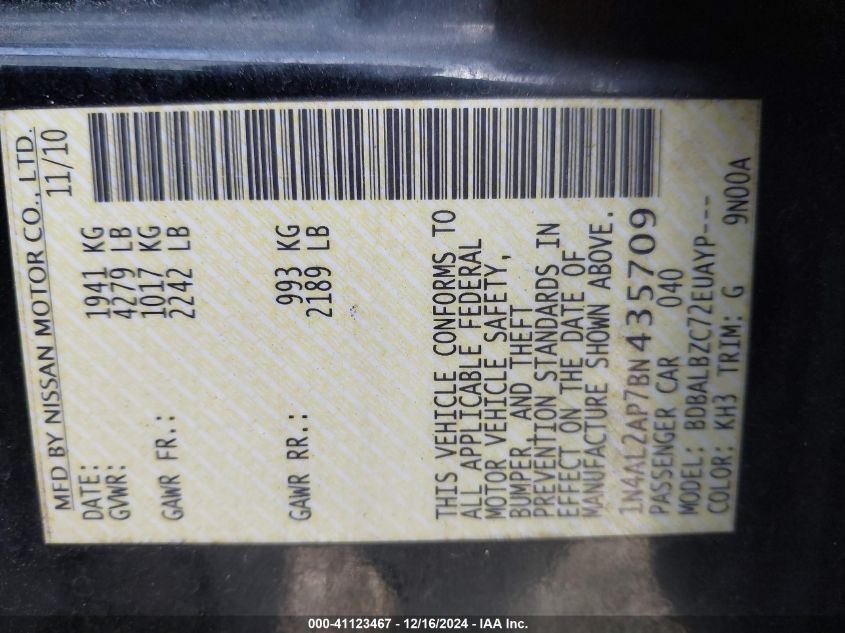 MFD BY NISSAN MOTOR CO., LTD.
DATE: 11/10
GVWR: 1941 KG
4279 LB
GAWR FR.: 1017 KG
2242 LB
GAWR RR.: 993 KG
2189 LB
THIS VEHICLE CONFORMS TO
ALL APPLICABLE FEDERAL
MOTOR VEHICLE SAFETY,
BUMPER, AND THEFT
PREVENTION STANDARDS IN
EFFECT ON THE DATE OF
MANUFACTURE SHOWN ABOVE.
1N4AL2AP7BN435709
PASSENGER CAR 040
MODEL: BDBALBZC72EUAYP---
COLOR: KH3 TRIM: G 9N00A
000-41123467 - 12/16/2024 - IAA Inc.